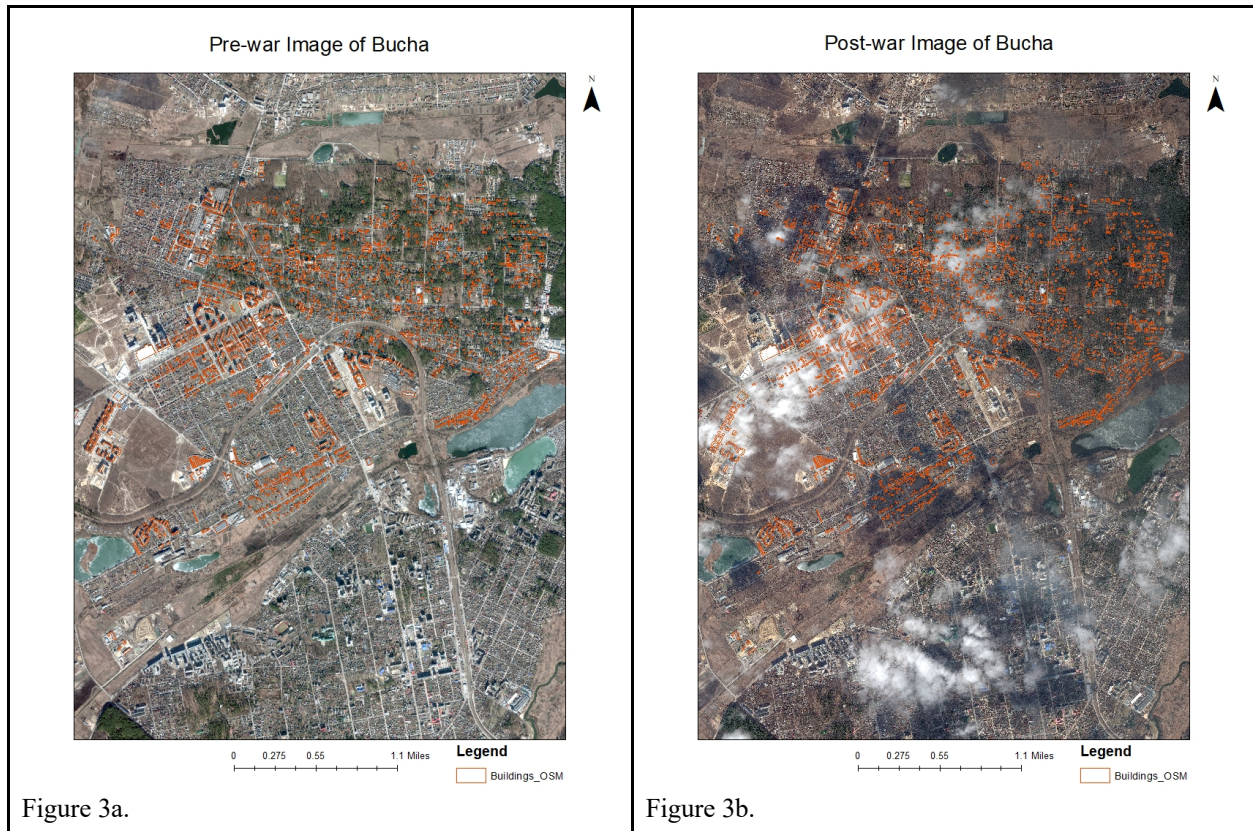 Pre-war Image of Bucha
N
0 0.275 0.55 1.1 Miles
Legend
Buildings_OSM
Figure 3a.
Post-war Image of Bucha
N
0 0.275 0.55 1.1 Miles
Legend
Buildings_OSM
Figure 3b.